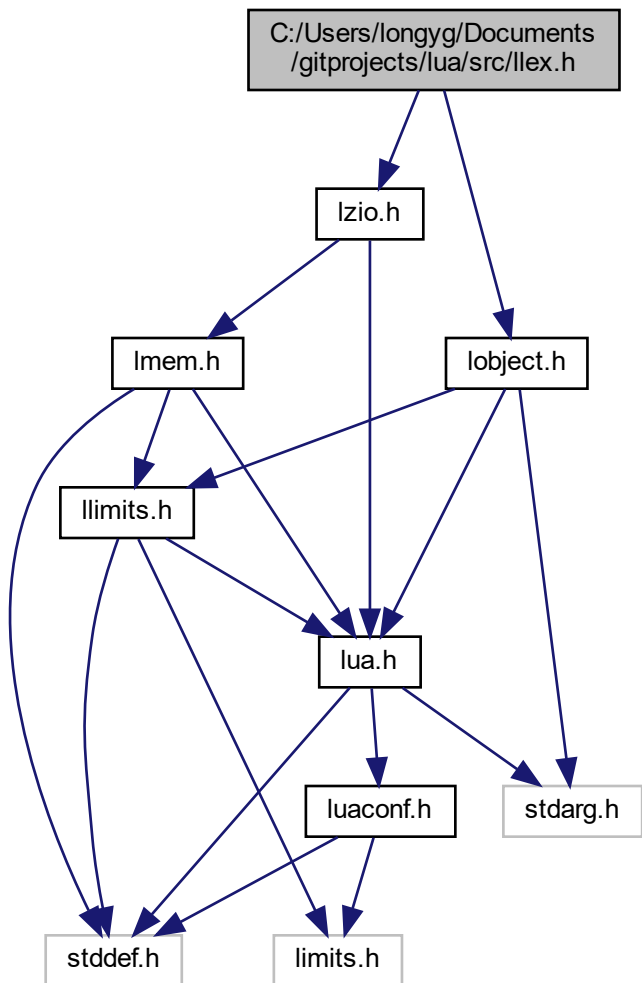 C:/Users/longyg/Documents
/gitprojects/lua/src/llex.h
lzio.h
lmem.h
lobject.h
llimits.h
lua.h
luaconf.h
stdarg.h
stddef.h
limits.h